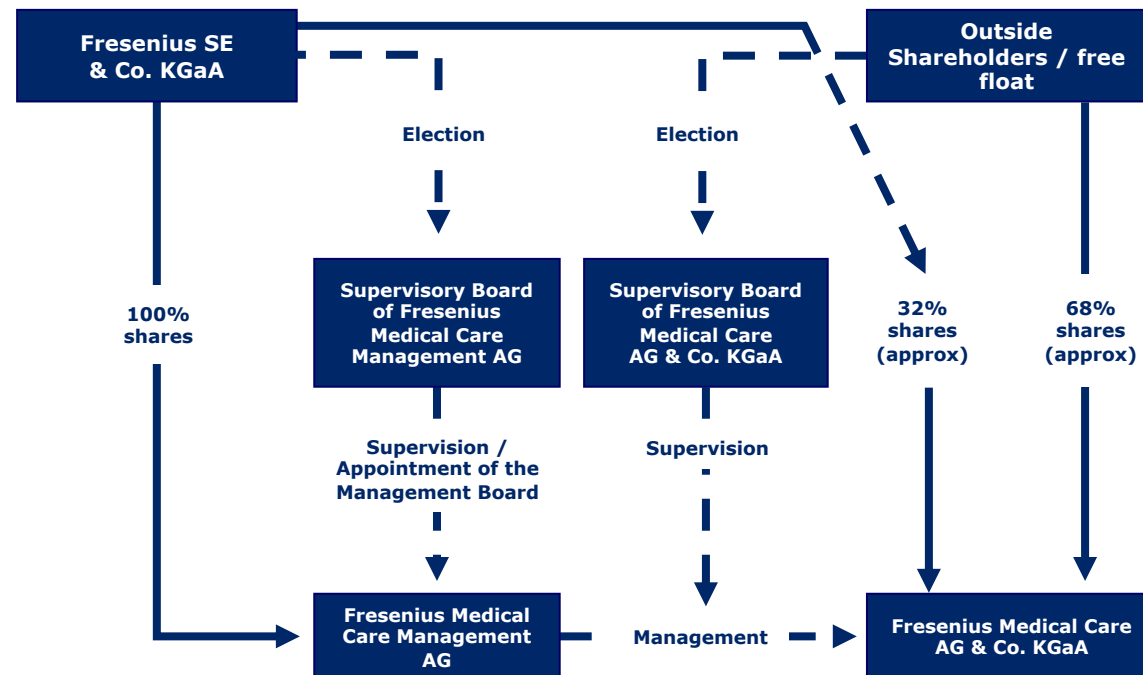 Fresenius SE
& Co. KGaA
Outside
Shareholders / free
float
Election
Election
Supervisory Board
of Fresenius
Medical Care
Management AG
Supervisory Board
of Fresenius
Medical Care
AG & Co. KGaA
100%
shares
32%
shares
(approx)
68%
shares
(approx)
Supervision /
Appointment of the
Management Board
Supervision
Fresenius Medical
Care Management
AG
Management
Fresenius Medical Care
AG & Co. KGaA